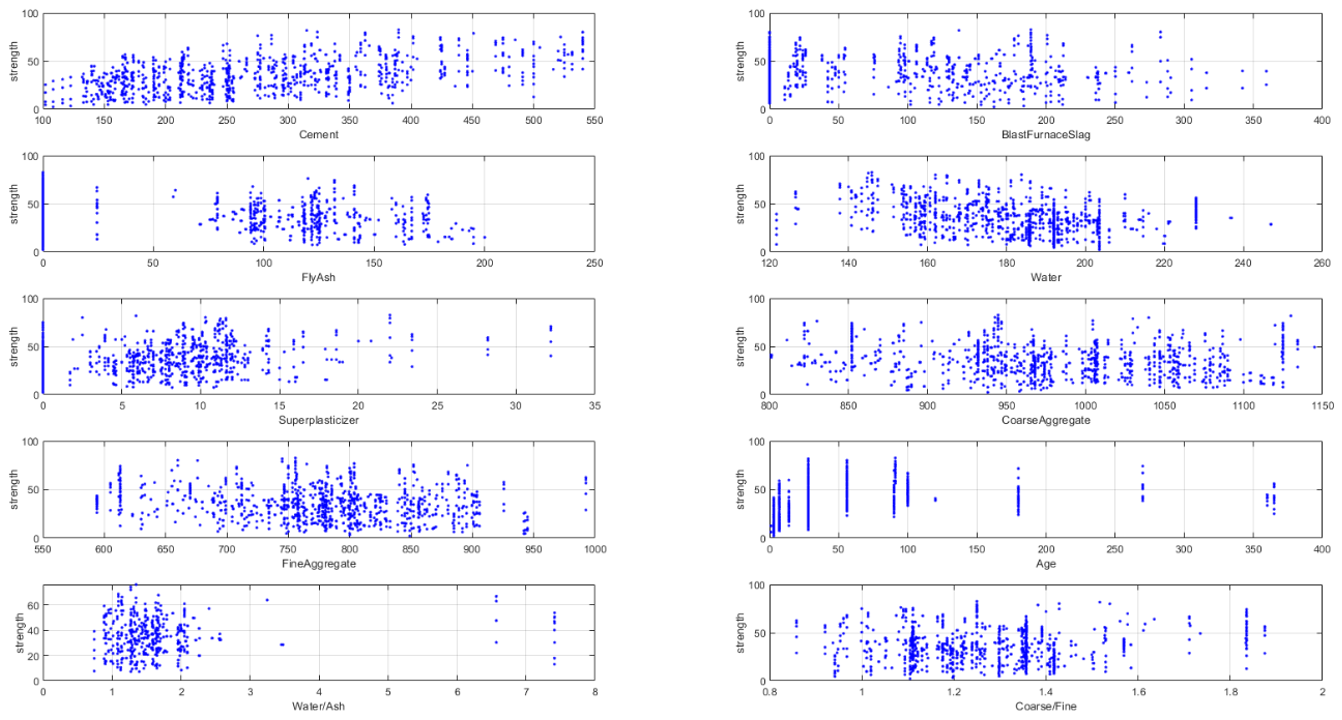 100
50
0
strength
100 150 200 250 300 350 400 450 500 550
Cement
100
50
0
strength
0 50 100 150 200 250 300 350 400
BlastFurnaceSlag
100
50
0
strength
0 50 100 150 200 250
FlyAsh
100
50
0
strength
120 140 160 180 200 220 240 260
Water
100
50
0
strength
0 5 10 15 20 25 30 35
Superplasticizer
100
50
0
strength
800 850 900 950 1000 1050 1100 1150
CoarseAggregate
100
50
0
strength
550 600 650 700 750 800 850 900 950 1000
FineAggregate
100
50
0
strength
0 50 100 150 200 250 300 350 400
Age
60
40
20
0
strength
0 1 2 3 4 5 6 7 8
Water/Ash
100
50
0
strength
0.8 1 1.2 1.4 1.6 1.8 2
Coarse/Fine